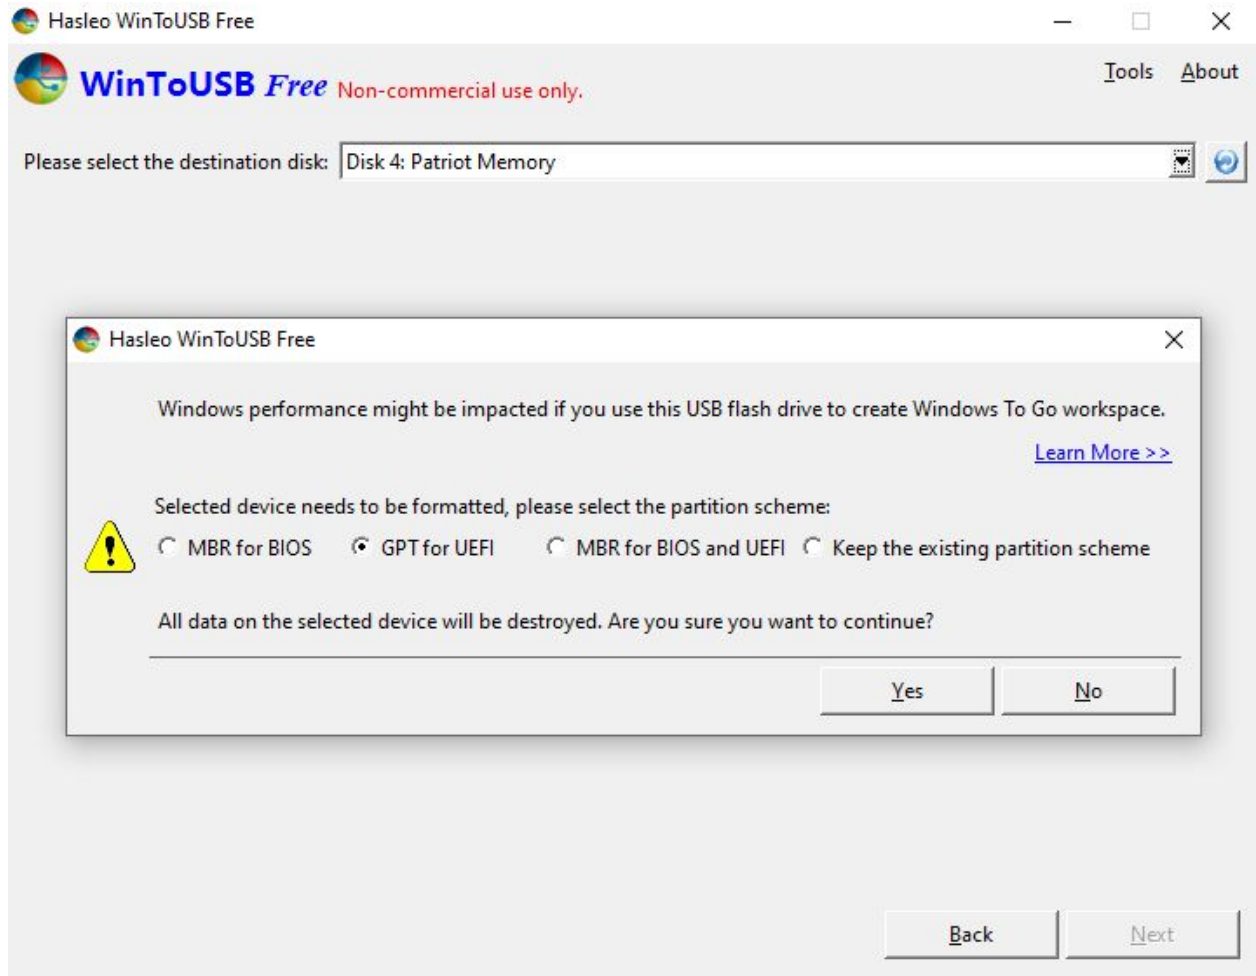 Hasleo WinToUSB Free
WinToUSB Free Non-commercial use only.
Tools About
Please select the destination disk: Disk 4: Patriot Memory
Hasleo WinToUSB Free
Windows performance might be impacted if you use this USB flash drive to create Windows To Go workspace.
Learn More >>
Selected device needs to be formatted, please select the partition scheme:
MBR for BIOS GPT for UEFI MBR for BIOS and UEFI Keep the existing partition scheme
All data on the selected device will be destroyed. Are you sure you want to continue?
Yes No
Back Next